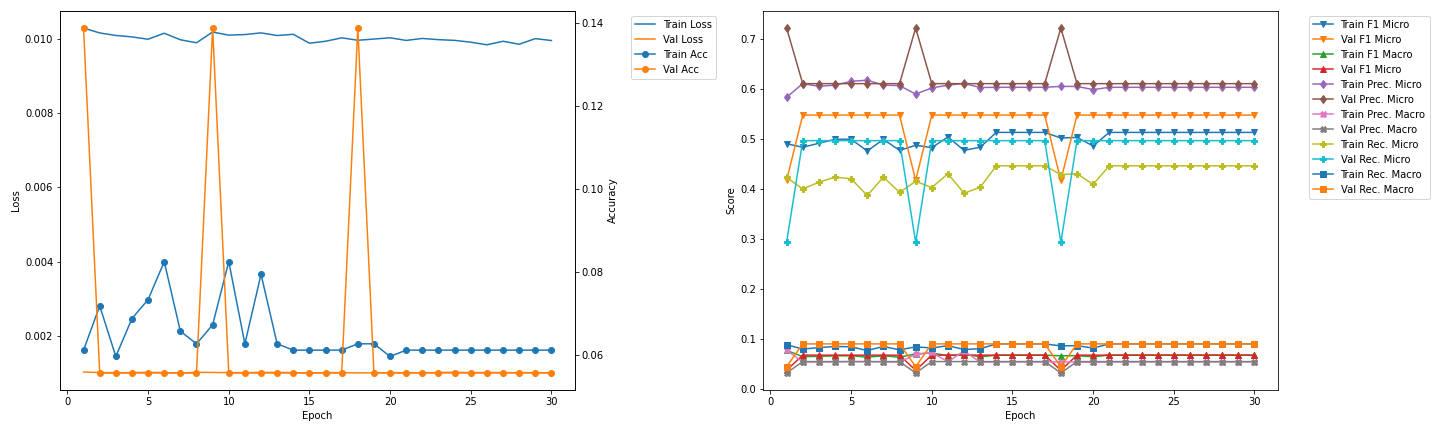 0.010
0.008
0.006
0.004
0.002
Loss
0
5
10
15
20
25
30
Epoch
0.14
0.12
0.10
0.08
0.06
Accuracy
Train Loss
Val Loss
Train Acc
Val Acc
0.7
0.6
0.5
0.4
0.3
0.2
0.1
0.0
Score
0
5
10
15
20
25
30
Epoch
Train F1 Micro
Val F1 Micro
Train F1 Macro
Val F1 Micro
Train Prec. Micro
Val Prec. Micro
Train Prec. Macro
Val Prec. Macro
Train Rec. Micro
Val Rec. Micro
Train Rec. Macro
Val Rec. Macro